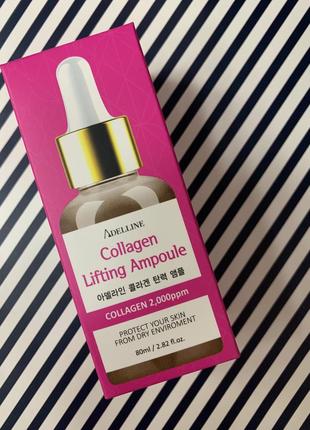 ADELLINE
Collagen
Lifting Ampoule
아델라인 콜라겐 탄력 앰플
COLLAGEN 2,000ppm
PROTECT YOUR SKIN
FROM DRY ENVIROMENT
80ml / 2.82 fl.oz.